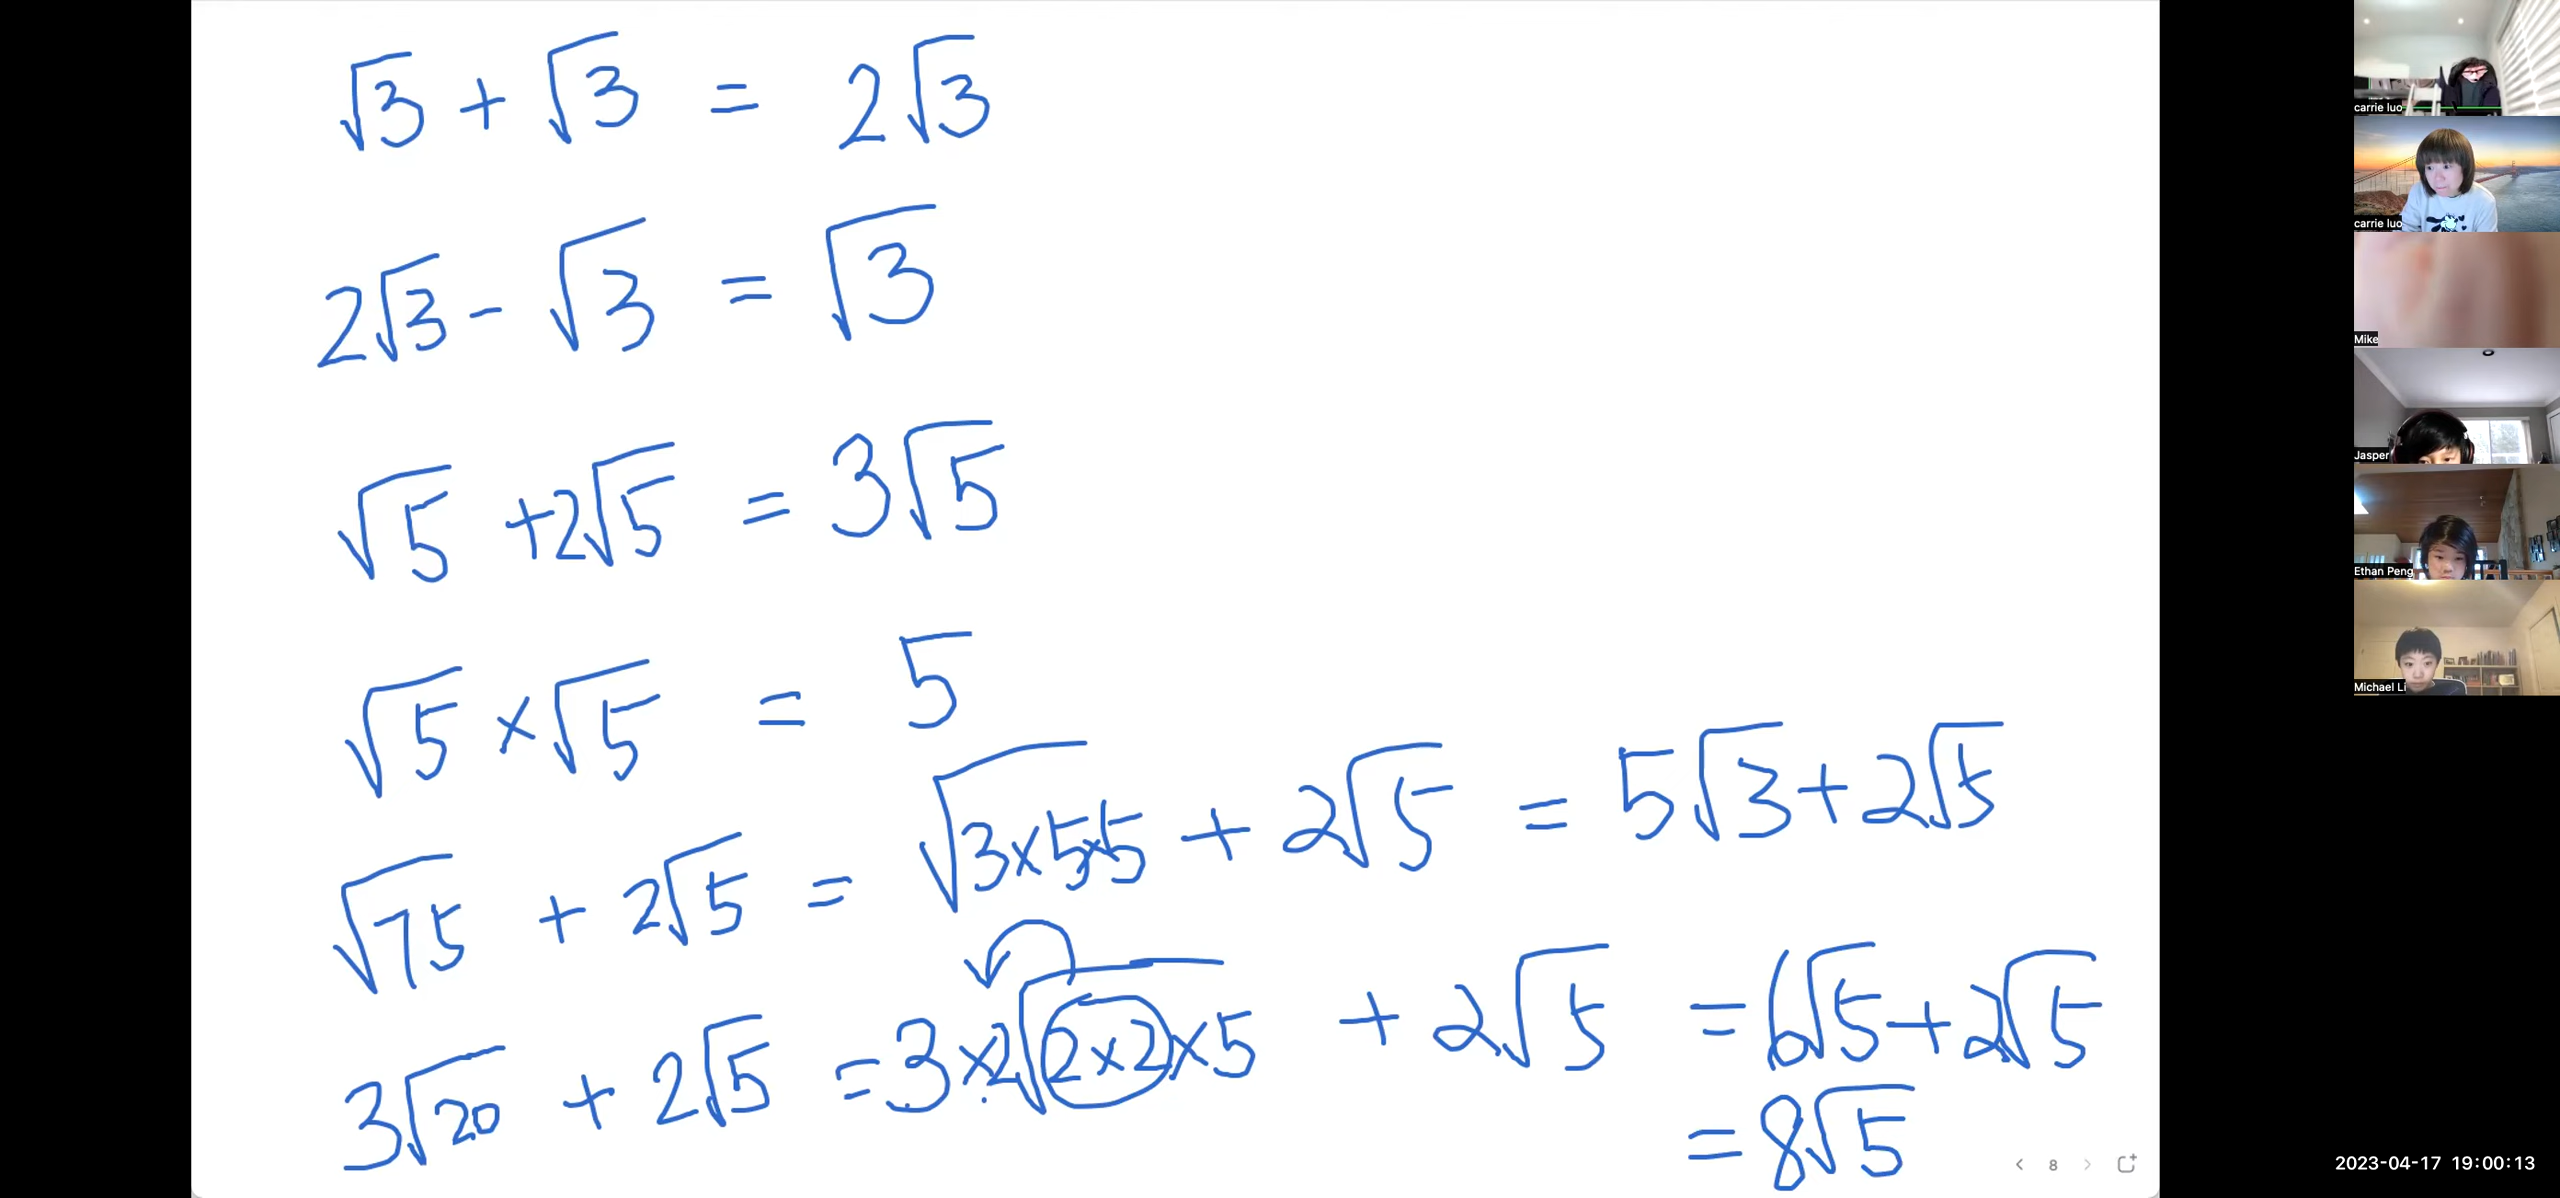 √3 + √3 = 2√3
2√3 - √3 = √3
√5 + 2√5 = 3√5
√5 × √5 = 5
√75 + 2√5 = √3×5×5 + 2√5 = 5√3 + 2√5
3√20 + 2√5 = 3×2√2×2×5 + 2√5 = 6√5 + 2√5
= 8√5
8
carrie luo
carrie luo
Mike
Jasper
Ethan Peng
Michael Li
2023-04-17 19:00:13